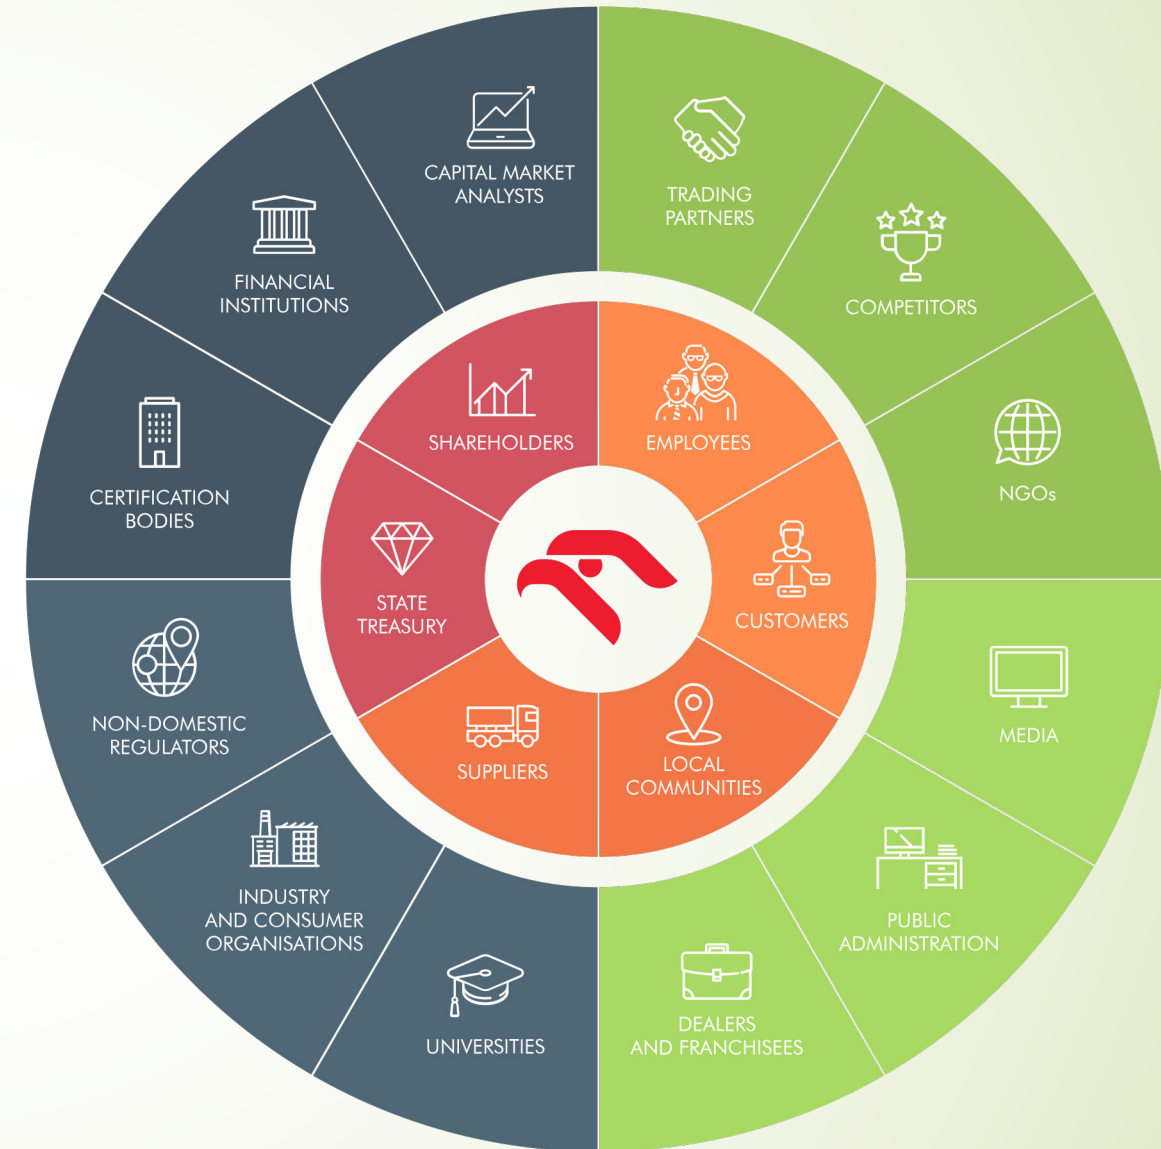 CAPITAL MARKET
ANALYSTS
TRADING
PARTNERS
COMPETITORS
NGOs
MEDIA
PUBLIC
ADMINISTRATION
DEALERS
AND FRANCHISEES
UNIVERSITIES
INDUSTRY
AND CONSUMER
ORGANISATIONS
NON-DOMESTIC
REGULATORS
CERTIFICATION
BODIES
FINANCIAL
INSTITUTIONS
SHAREHOLDERS
EMPLOYEES
CUSTOMERS
LOCAL
COMMUNITIES
SUPPLIERS
STATE
TREASURY